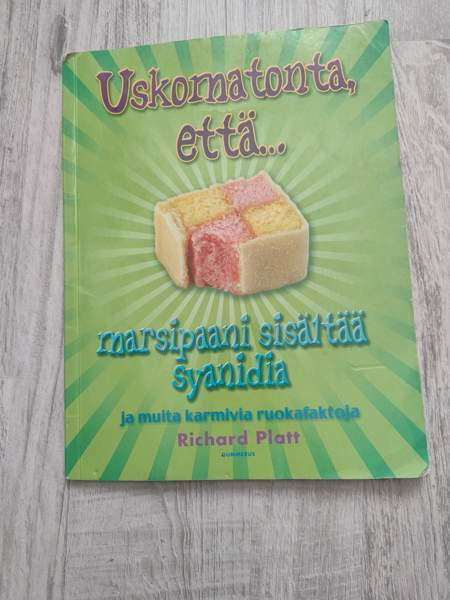 Uskomatonta,
että...
marsipaani sisältää
syanidia
ja muita karmivia ruokafaktoja
Richard Platt
GUMMERUS